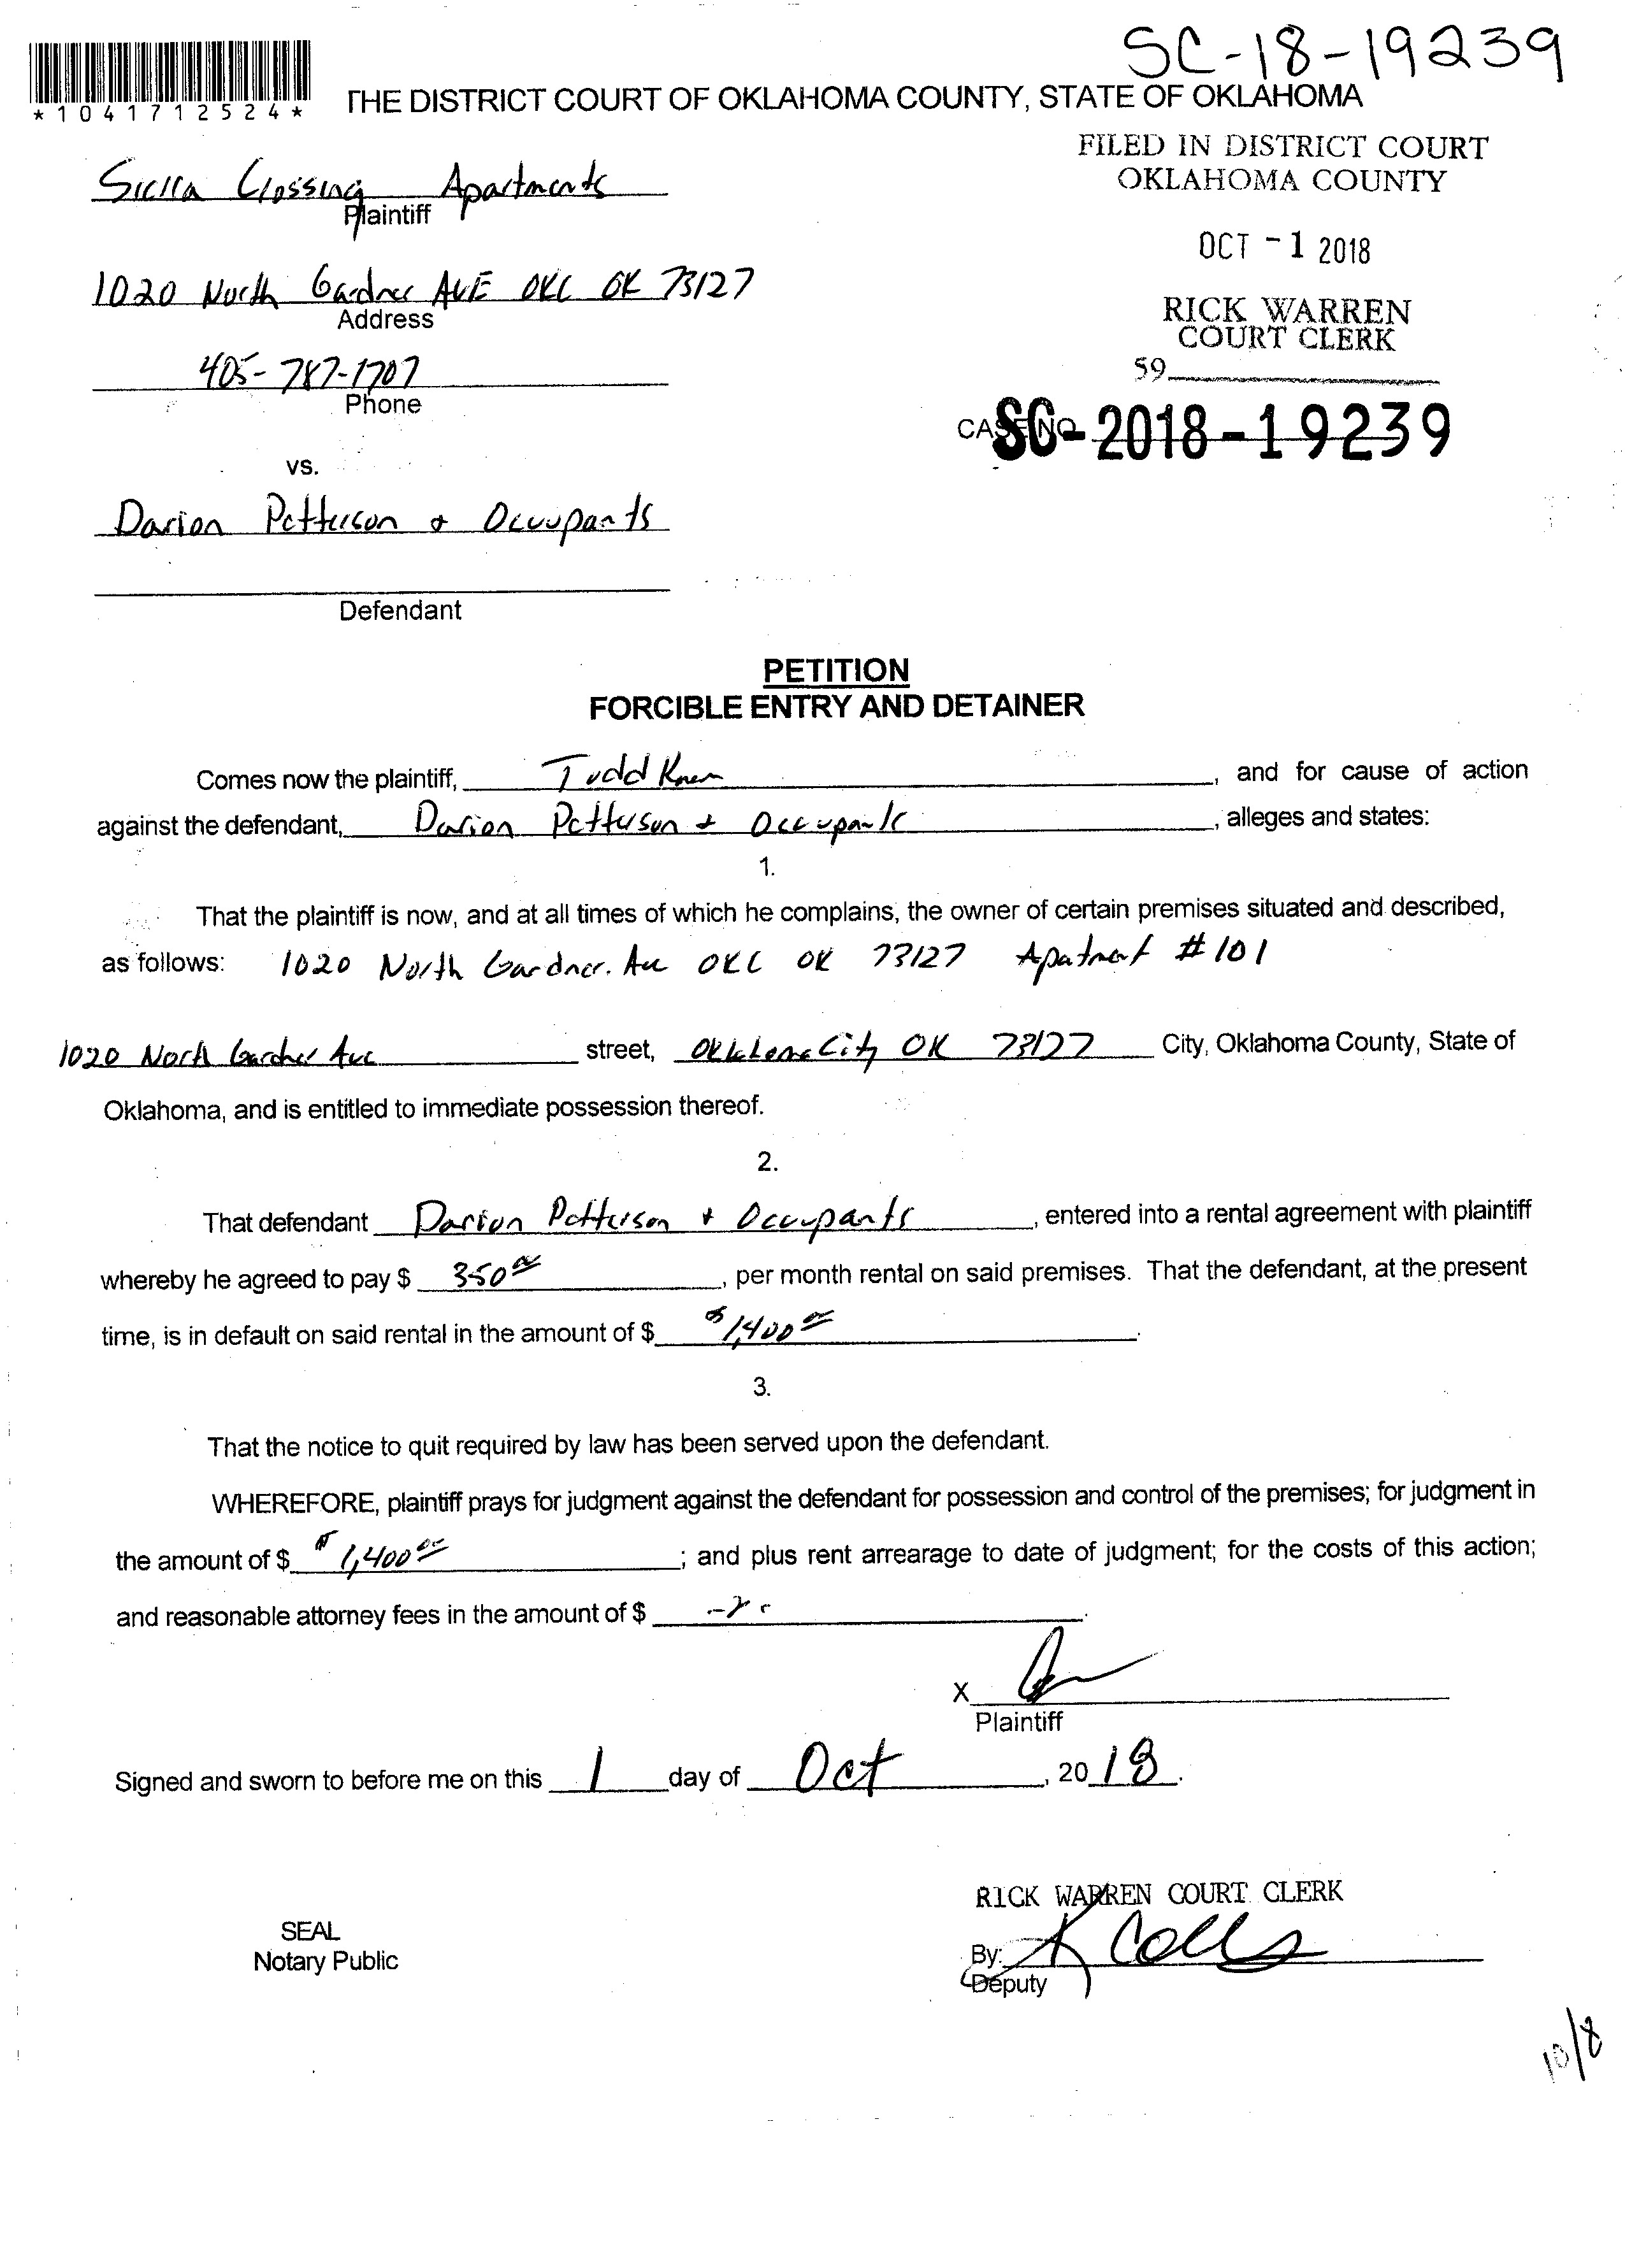 SC-18-19239
*1041712524*
THE DISTRICT COURT OF OKLAHOMA COUNTY, STATE OF OKLAHOMA
FILED IN DISTRICT COURT
OKLAHOMA COUNTY
Sierra Crossing Apartments
Plaintiff
OCT -1 2018
1020 North Gardner AVE OKC OK 73127
Address
RICK WARREN
COURT CLERK
405-787-1707
Phone
59
CASE NO. SC-2018-19239
vs.
Darion Patterson + Occupants
Defendant
PETITION
FORCIBLE ENTRY AND DETAINER
Comes now the plaintiff, Todd , and for cause of action
against the defendant, Darion Patterson + Occupants, alleges and states:
1.
That the plaintiff is now, and at all times of which he complains, the owner of certain premises situated and described,
as follows: 1020 North Gardner. Ave OKC OK 73127 Apartment #101
1020 North Gardner Ave street, Oklahoma City OK 73127 City, Oklahoma County, State of
Oklahoma, and is entitled to immediate possession thereof.
2.
That defendant Darion Patterson + Occupants, entered into a rental agreement with plaintiff
whereby he agreed to pay $ 350 00, per month rental on said premises. That the defendant, at the present
time, is in default on said rental in the amount of $ $1,400 00.
3.
That the notice to quit required by law has been served upon the defendant.
WHEREFORE, plaintiff prays for judgment against the defendant for possession and control of the premises; for judgment in
the amount of $ $1,400 00; and plus rent arrearage to date of judgment; for the costs of this action;
and reasonable attorney fees in the amount of $ .
X
Plaintiff
Signed and sworn to before me on this 1 day of Oct, 2018.
RICK WARREN COURT CLERK
SEAL
Notary Public
By:
Deputy
10/8